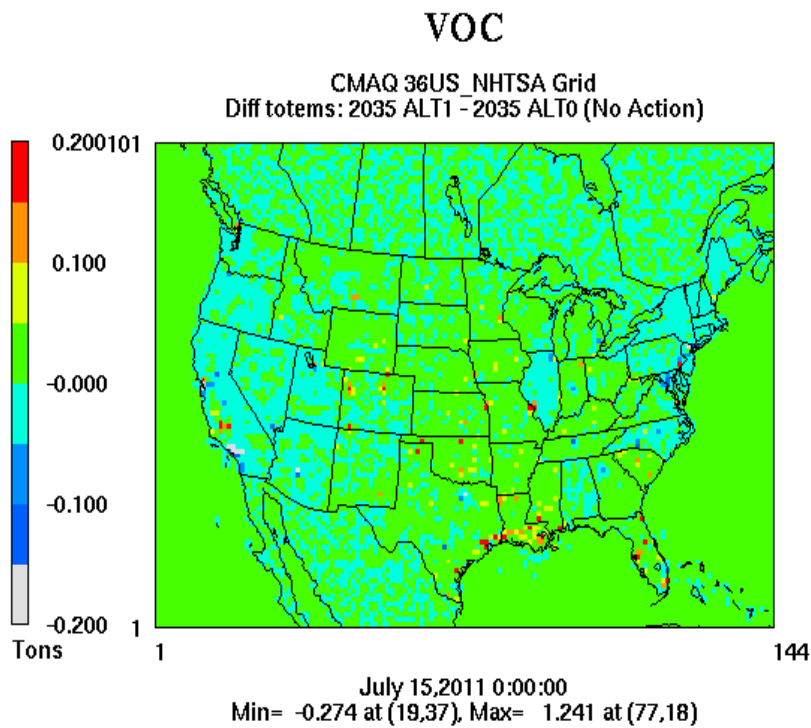 VOC
CMAQ 36US_NHTSA Grid
Diff totems: 2035 ALT1 - 2035 ALT0 (No Action)
0.200
101
0.100
-0.000
-0.100
-0.200
1
Tons
1
144
July 15,2011 0:00:00
Min= -0.274 at (19,37), Max= 1.241 at (77,18)